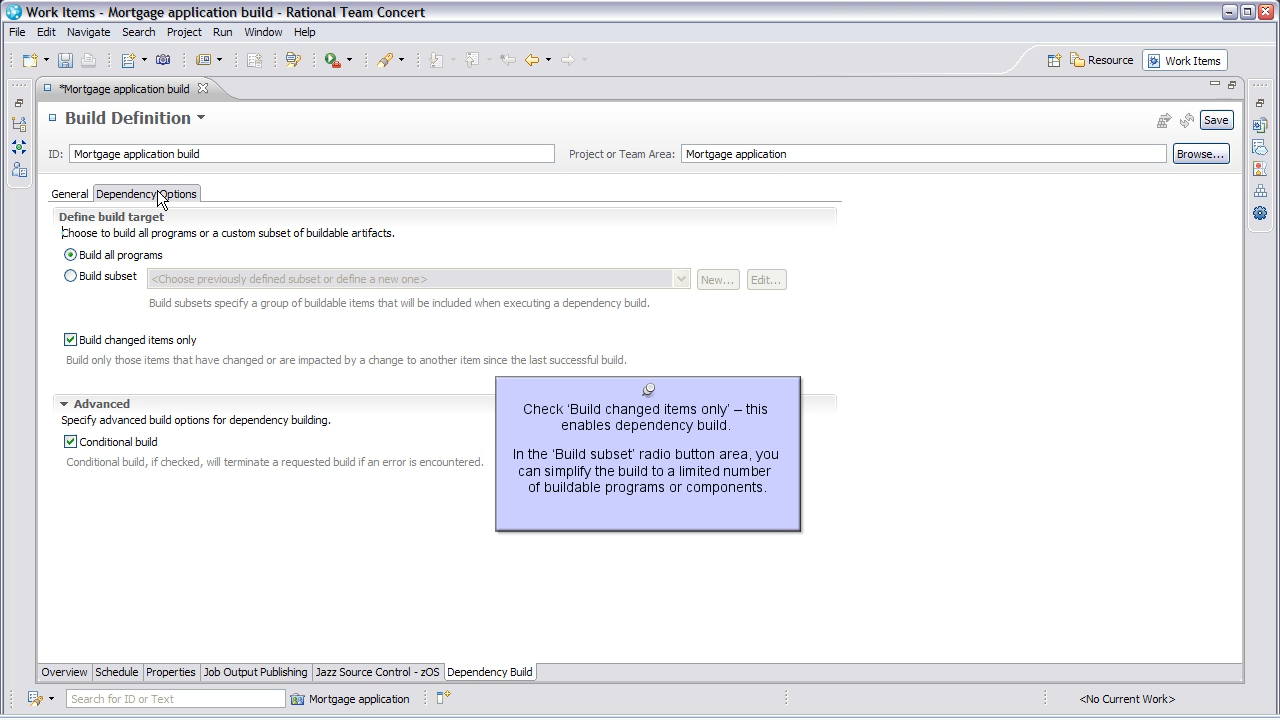 Work Items - Mortgage application build - Rational Team Concert
File Edit Navigate Search Project Run Window Help
Resource Work Items
*Mortgage application build
Build Definition
Save
ID: Mortgage application build Project or Team Area: Mortgage application Browse...
General Dependency Options
Define build target
Choose to build all programs or a custom subset of buildable artifacts.
Build all programs
Build subset <Choose previously defined subset or define a new one> New... Edit...
Build subsets specify a group of buildable items that will be included when executing a dependency build.
Build changed items only
Build only those items that have changed or are impacted by a change to another item since the last successful build.
Advanced
Specify advanced build options for dependency building.
Conditional build
Conditional build, if checked, will terminate a requested build if an error is encountered.
Check ‘Build changed items only’ – this
enables dependency build.
In the ‘Build subset’ radio button area, you
can simplify the build to a limited number
of buildable programs or components.
Overview Schedule Properties Job Output Publishing Jazz Source Control - zOS Dependency Build
Search for ID or Text Mortgage application <No Current Work>